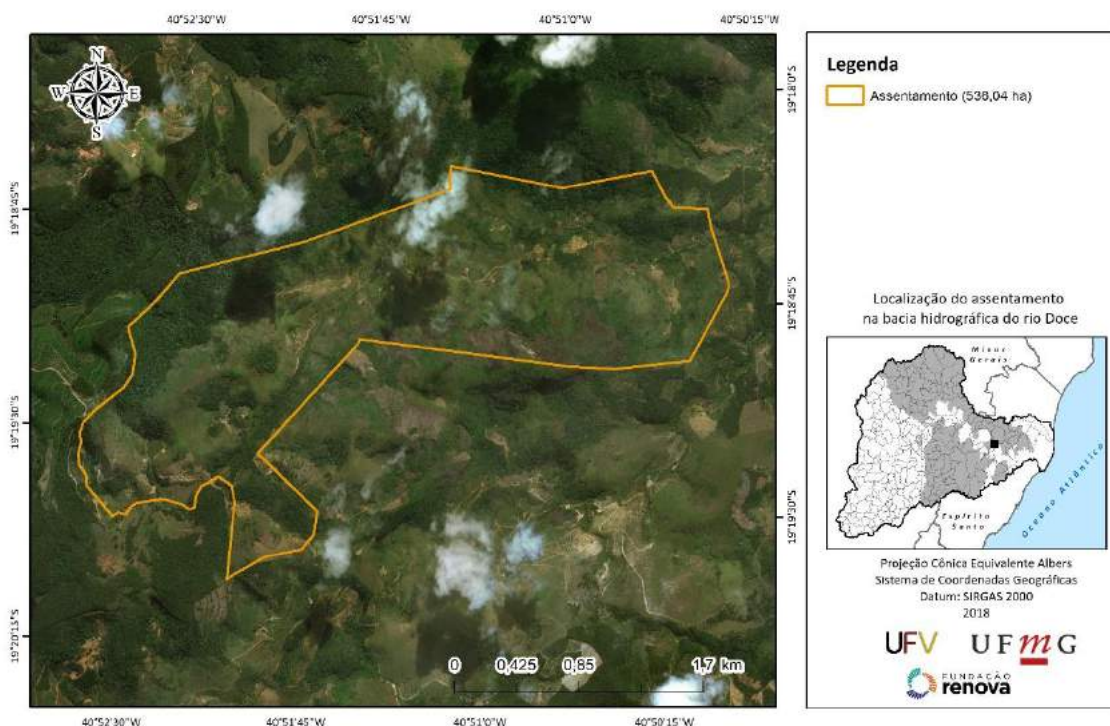 40°52'30"W 40°51'45"W 40°51'0"W 40°50'15"W
N
W E
S
19°18'0"S
19°18'45"S
19°18'45"S
19°19'30"S
19°19'30"S
19°20'15"S
0 0,425 0,85 1,7 km
40°52'30"W 40°51'45"W 40°51'0"W 40°50'15"W
Legenda
Assentamento (538,04 ha)
Localização do assentamento
na bacia hidrográfica do rio Doce
Minas
Gerais
Espírito
Santo
Oceano Atlântico
Projeção Cônica Equivalente Albers
Sistema de Coordenadas Geográficas
Datum: SIRGAS 2000
2018
UFV UFmG
FUNDAÇÃO
renova